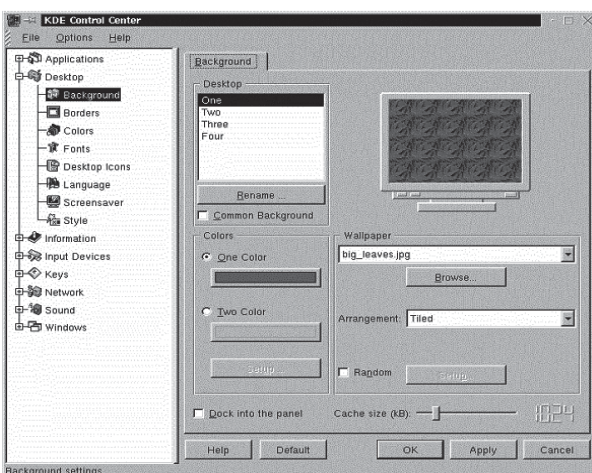 KDE Control Center
File Options Help
Applications
Desktop
Background
Borders
Colors
Fonts
Desktop Icons
Language
Screensaver
Style
Information
Input Devices
Keys
Network
Sound
Windows
Background
Desktop
One
Two
Three
Four
Rename ...
Common Background
Colors
One Color
Two Color
Setup...
Wallpaper
big_leaves.jpg
Browse...
Arrangement: Tiled
Random
Setup...
Dock into the panel
Cache size (kB):
1024
Help
Default
OK
Apply
Cancel
Background settings